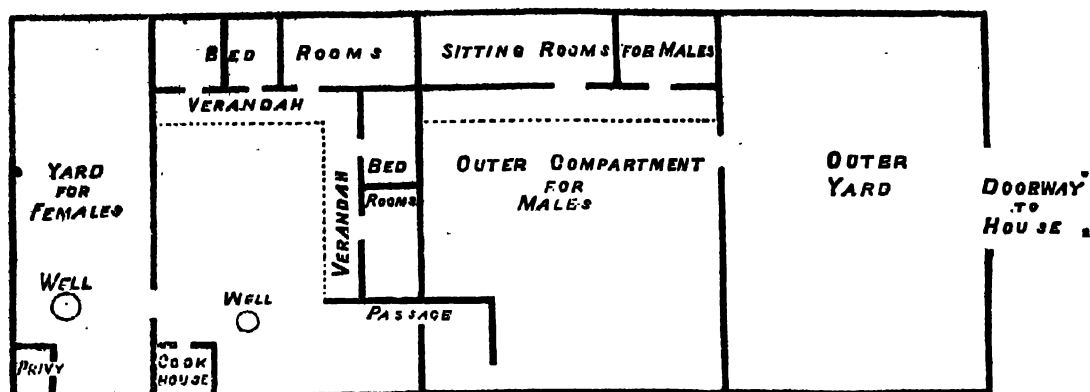 BED ROOMS
SITTING ROOMS FOR MALES
VERANDAH
YARD
FOR
FEMALES
VERANDAH
BED
ROOMS
OUTER COMPARTMENT
FOR
MALES
OUTER
YARD
DOORWAY
TO
HOUSE
WELL
WELL
PASSAGE
PRIVY
COOK
HOUSE